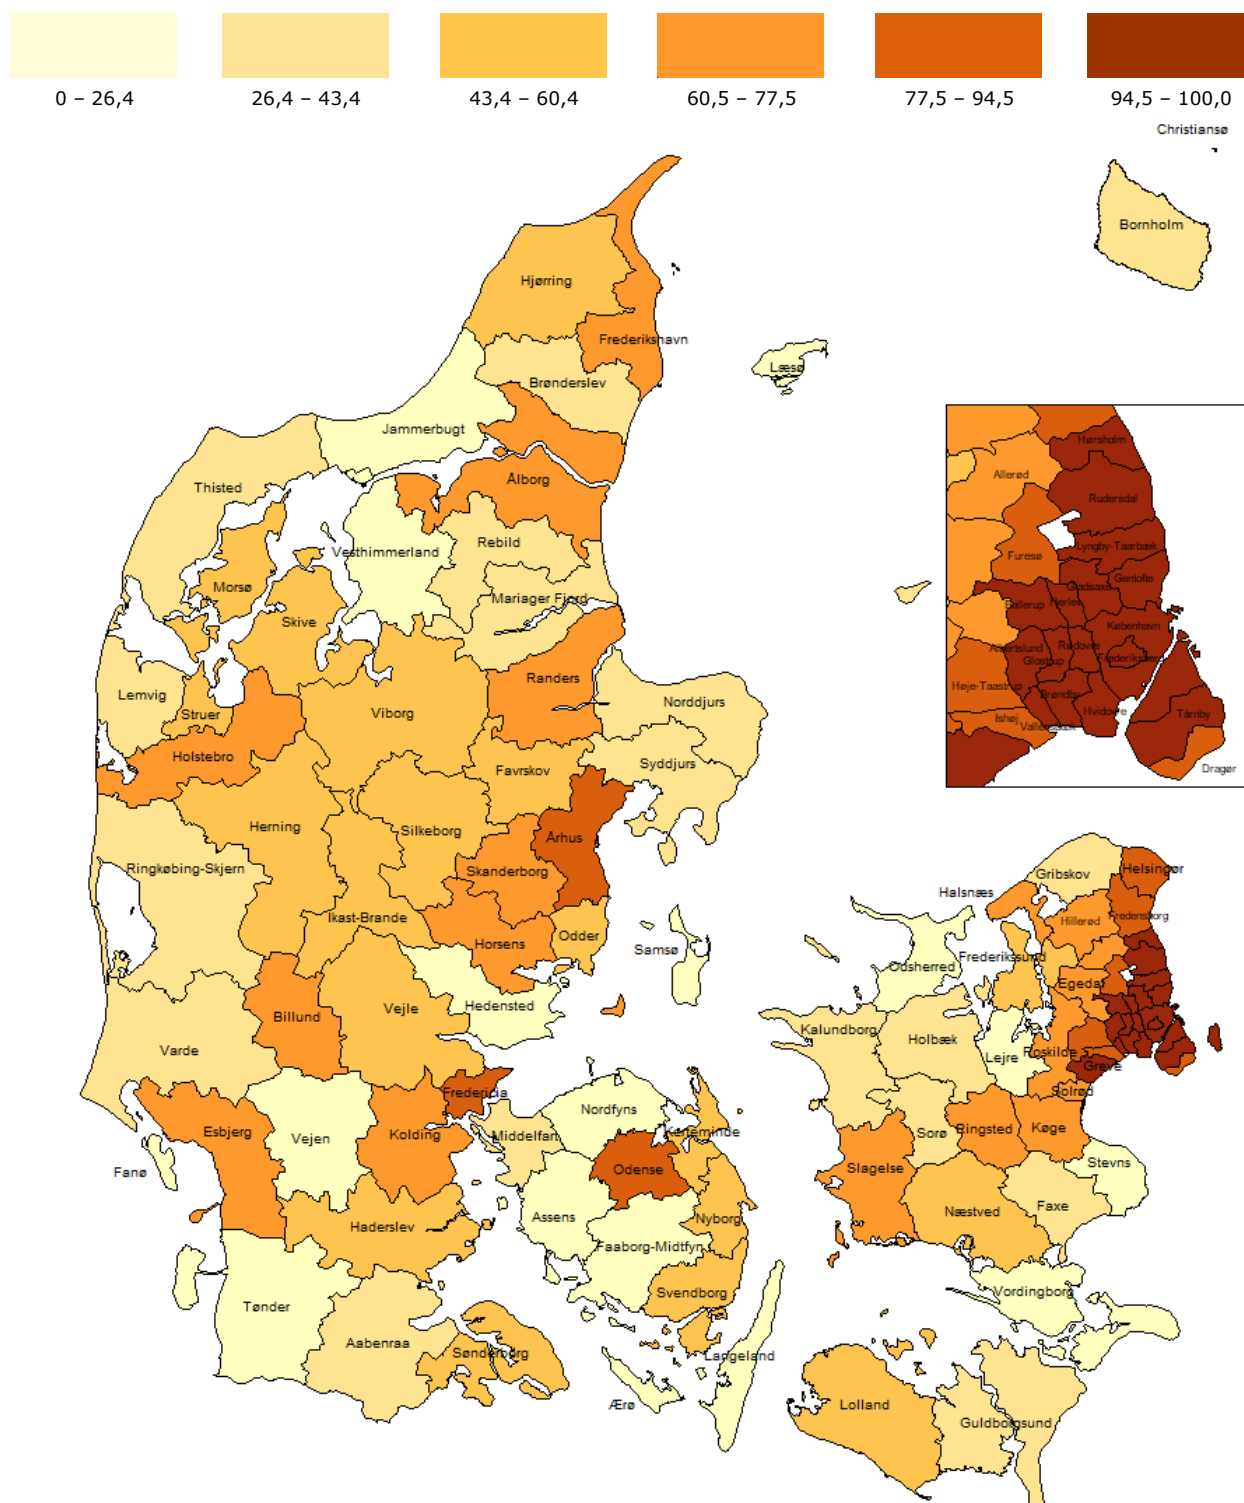 0 – 26,4 26,4 – 43,4 43,4 – 60,4 60,5 – 77,5 77,5 – 94,5 94,5 – 100,0
Christiansø
Bornholm
Hjørring
Frederikshavn
Læsø
Brønderslev
Jammerbugt
Hørsholm
Allerød
Ålborg
Thisted
Rudersdal
Rebild
Lyngby-Taarbæk
Vesthimmerland
Furesø
Gentofte
Gladsaxe
Morsø
Mariager Fjord
Ballerup
Herlev
Skive
København
Albertslund
Rødovre
Glostrup
Frederiksberg
Randers
Høje-Taastrup
Lemvig
Brøndby
Norddjurs
Struer
Viborg
Hvidovre
Tårnby
Ishøj
Vallensbæk
Holstebro
Favrskov
Syddjurs
Dragør
Herning
Silkeborg
Århus
Ringkøbing-Skjern
Skanderborg
Gribskov
Helsingør
Halsnæs
Ikast-Brande
Hillerød
Fredensborg
Horsens
Odder
Samsø
Frederikssund
Odsherred
Egedal
Hedensted
Billund
Vejle
Kalundborg
Holbæk
Varde
Lejre
Roskilde
Greve
Fredericia
Solrød
Nordfyns
Esbjerg
Vejen
Kolding
Middelfart
Kerteminde
Sorø
Ringsted
Køge
Fanø
Odense
Slagelse
Stevns
Assens
Nyborg
Næstved
Faxe
Haderslev
Faaborg-Midtfyn
Svendborg
Vordingborg
Tønder
Aabenraa
Sønderborg
Langeland
Ærø
Lolland
Guldborgsund